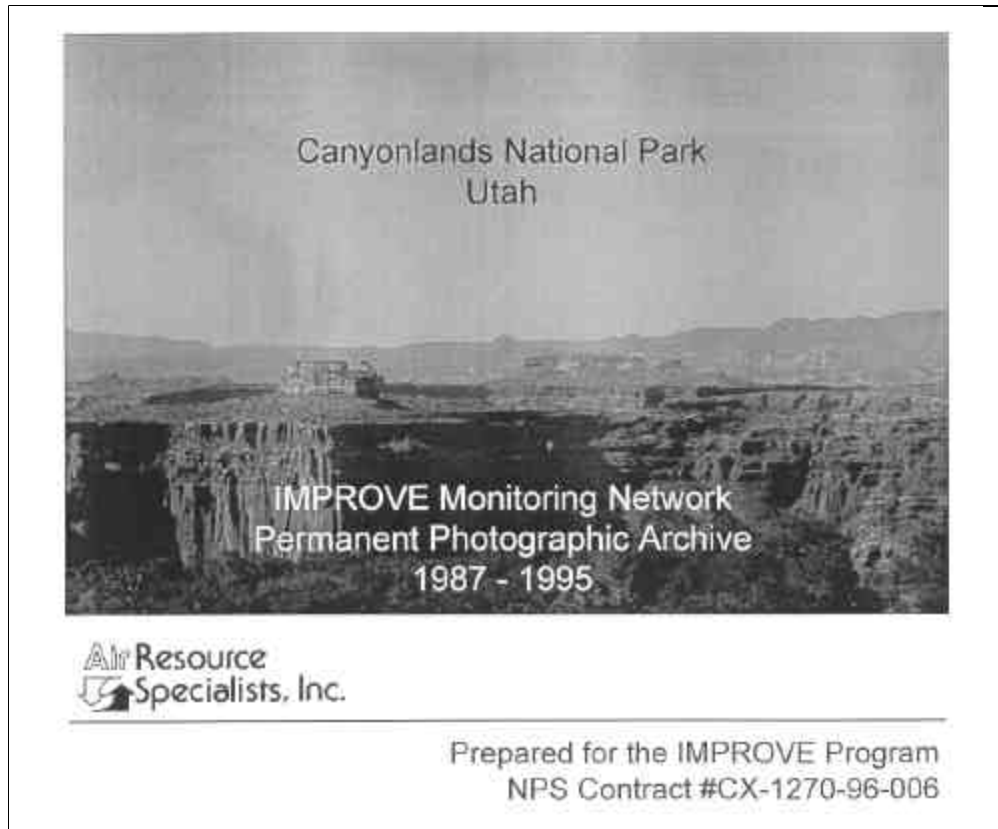 Canyonlands National Park
Utah
IMPROVE Monitoring Network
Permanent Photographic Archive
1987 - 1995
Air Resource
Specialists, Inc.
Prepared for the IMPROVE Program
NPS Contract #CX-1270-96-006